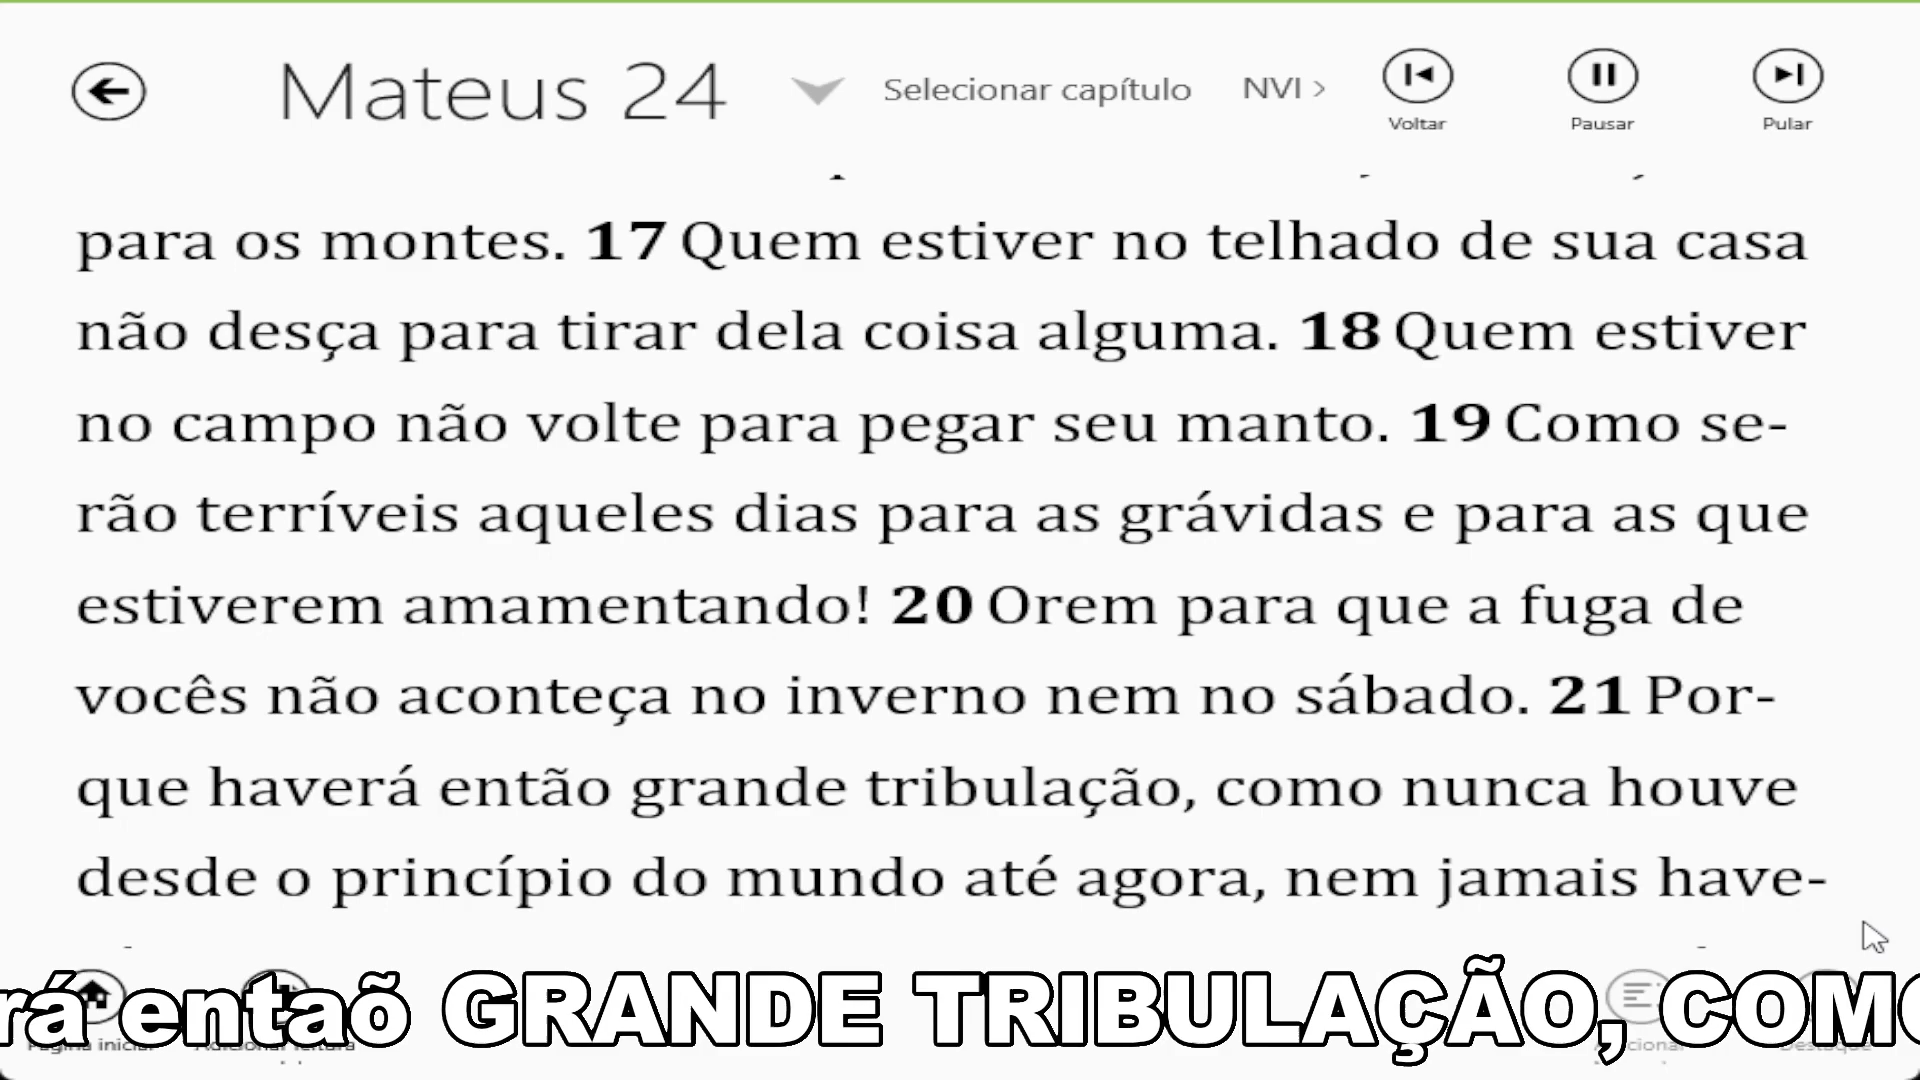 Mateus 24 Selecionar capítulo NVI >
Voltar Pausar Pular
para os montes. 17 Quem estiver no telhado de sua casa
não desça para tirar dela coisa alguma. 18 Quem estiver
no campo não volte para pegar seu manto. 19 Como se-
rão terríveis aqueles dias para as grávidas e para as que
estiverem amamentando! 20 Orem para que a fuga de
vocês não aconteça no inverno nem no sábado. 21 Por-
que haverá então grande tribulação, como nunca houve
desde o princípio do mundo até agora, nem jamais have-
rá entaõ GRANDE TRIBULAÇÃO, COMO